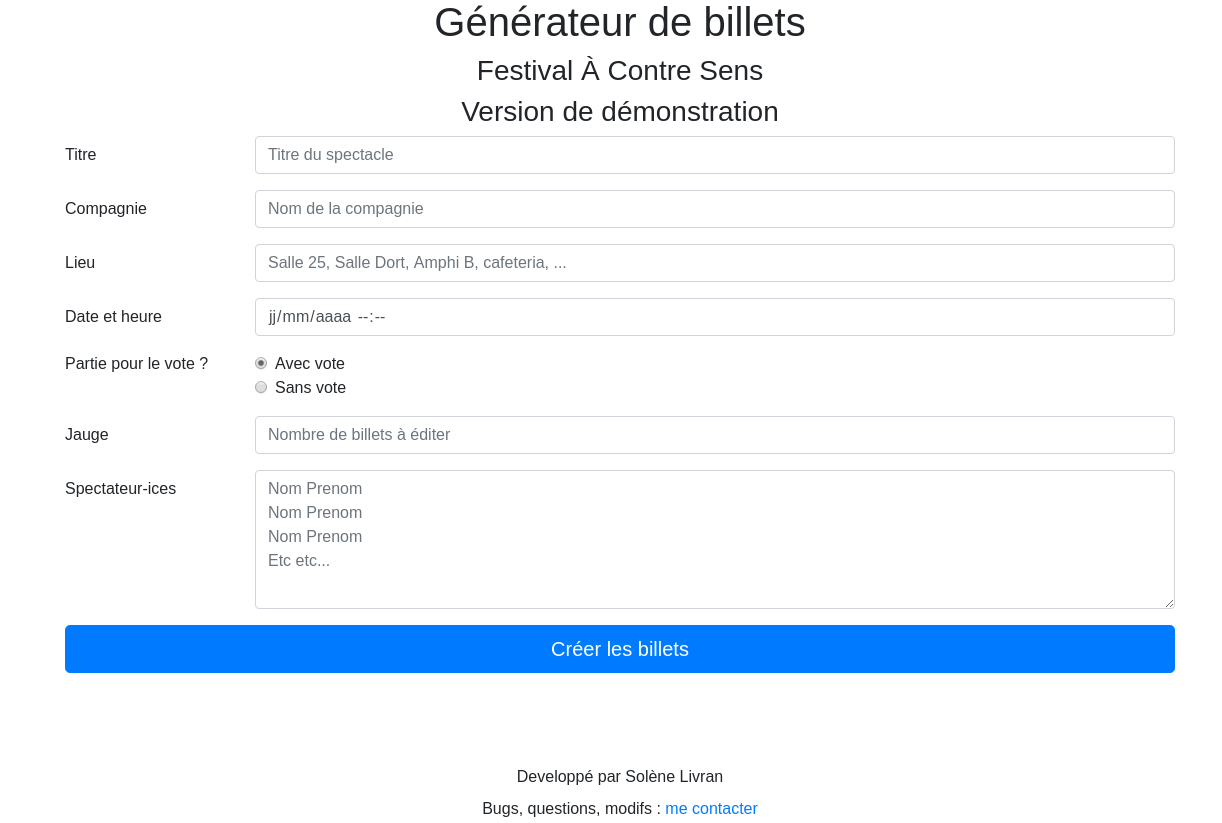 Générateur de billets
Festival À Contre Sens
Version de démonstration
Titre
Titre du spectacle
Compagnie
Nom de la compagnie
Lieu
Salle 25, Salle Dort, Amphi B, cafeteria, ...
Date et heure
jj/mm/aaaa --:--
Partie pour le vote ?
Avec vote
Sans vote
Jauge
Nombre de billets à éditer
Spectateur-ices
Nom Prenom
Nom Prenom
Nom Prenom
Etc etc...
Créer les billets
Developpé par Solène Livran
Bugs, questions, modifs : me contacter